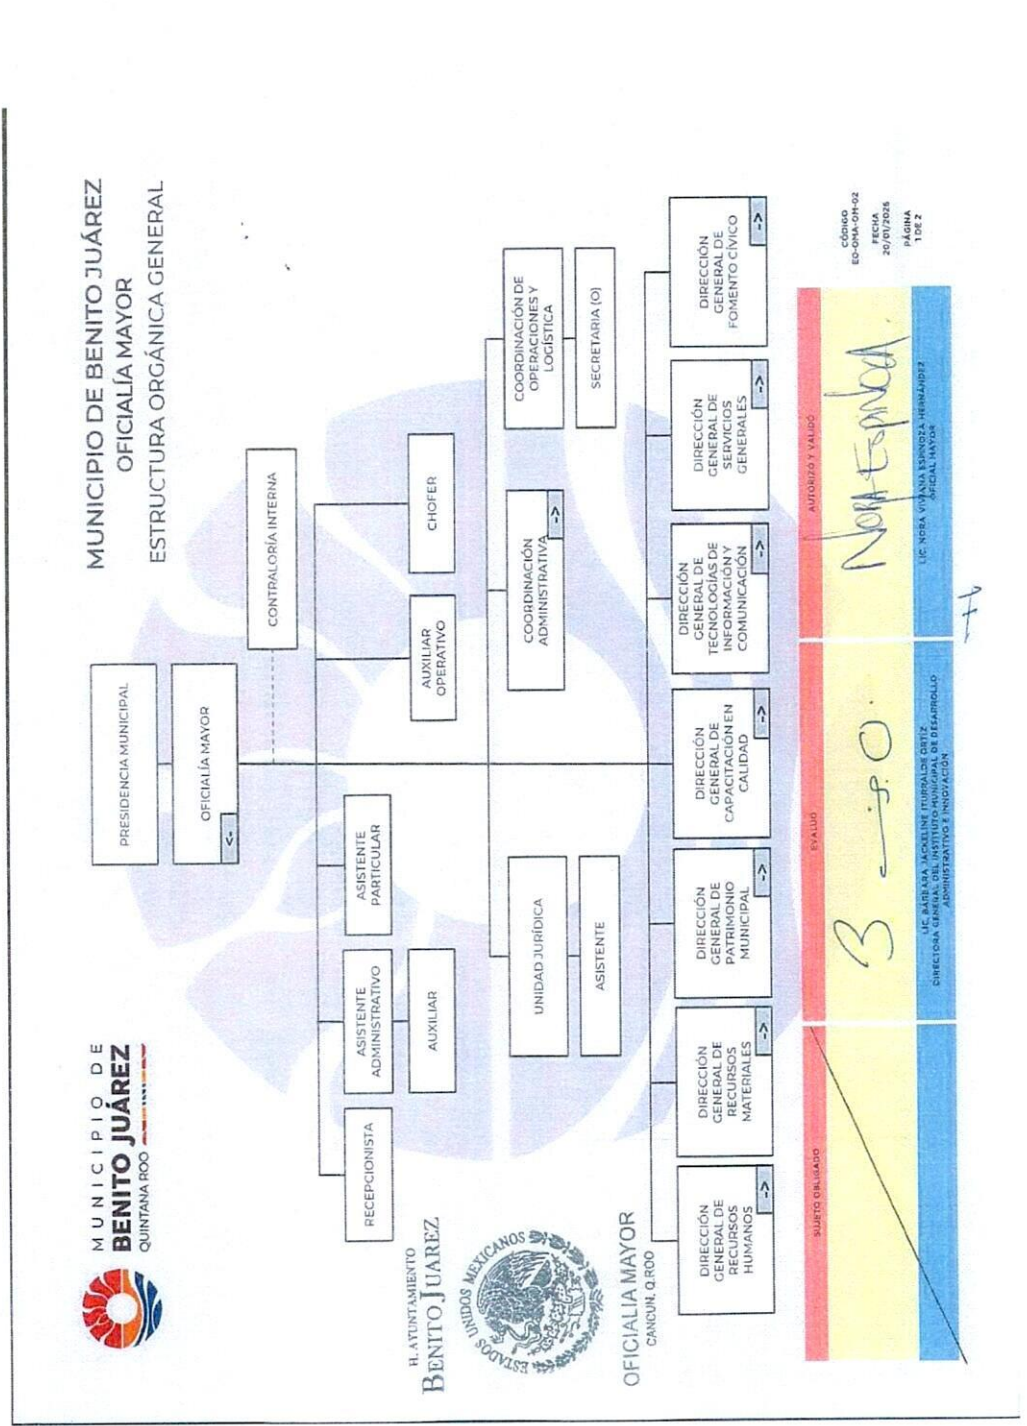 MUNICIPIO DE
BENITO JUÁREZ
QUINTANA ROO
MUNICIPIO DE BENITO JUÁREZ
OFICIALÍA MAYOR
ESTRUCTURA ORGÁNICA GENERAL
PRESIDENCIA MUNICIPAL
OFICIALÍA MAYOR
<-
CONTRALORÍA INTERNA
RECEPCIONISTA
ASISTENTE
ADMINISTRATIVO
ASISTENTE
PARTICULAR
AUXILIAR
AUXILIAR
OPERATIVO
CHOFER
H. AYUNTAMIENTO
BENITO JUAREZ
ESTADOS UNIDOS MEXICANOS
OFICIALIA MAYOR
CANCUN, Q.ROO
UNIDAD JURÍDICA
ASISTENTE
COORDINACIÓN
ADMINISTRATIVA
->
COORDINACIÓN DE
OPERACIONES Y
LOGÍSTICA
SECRETARIA (O)
DIRECCIÓN
GENERAL DE
RECURSOS
HUMANOS
->
DIRECCIÓN
GENERAL DE
RECURSOS
MATERIALES
->
DIRECCIÓN
GENERAL DE
PATRIMONIO
MUNICIPAL
->
DIRECCIÓN
GENERAL DE
CAPACITACIÓN EN
CALIDAD
->
DIRECCIÓN
GENERAL DE
TECNOLOGÍAS DE
INFORMACIÓN Y
COMUNICACIÓN
->
DIRECCIÓN
GENERAL DE
SERVICIOS
GENERALES
->
DIRECCIÓN
GENERAL DE
FOMENTO CÍVICO
->
SUJETO OBLIGADO
EVALUÓ
AUTORIZÓ Y VALIDÓ
Nora Espinoza
LIC. BÁRBARA JACKELINE ITURRALDE ORTIZ
DIRECTORA GENERAL DEL INSTITUTO MUNICIPAL DE DESARROLLO
ADMINISTRATIVO E INNOVACIÓN
LIC. NORA VIVIANA ESPINOZA HERNÁNDEZ
OFICIAL MAYOR
CÓDIGO
EO-OMA-OM-02
FECHA
20/01/2025
PÁGINA
1 DE 2